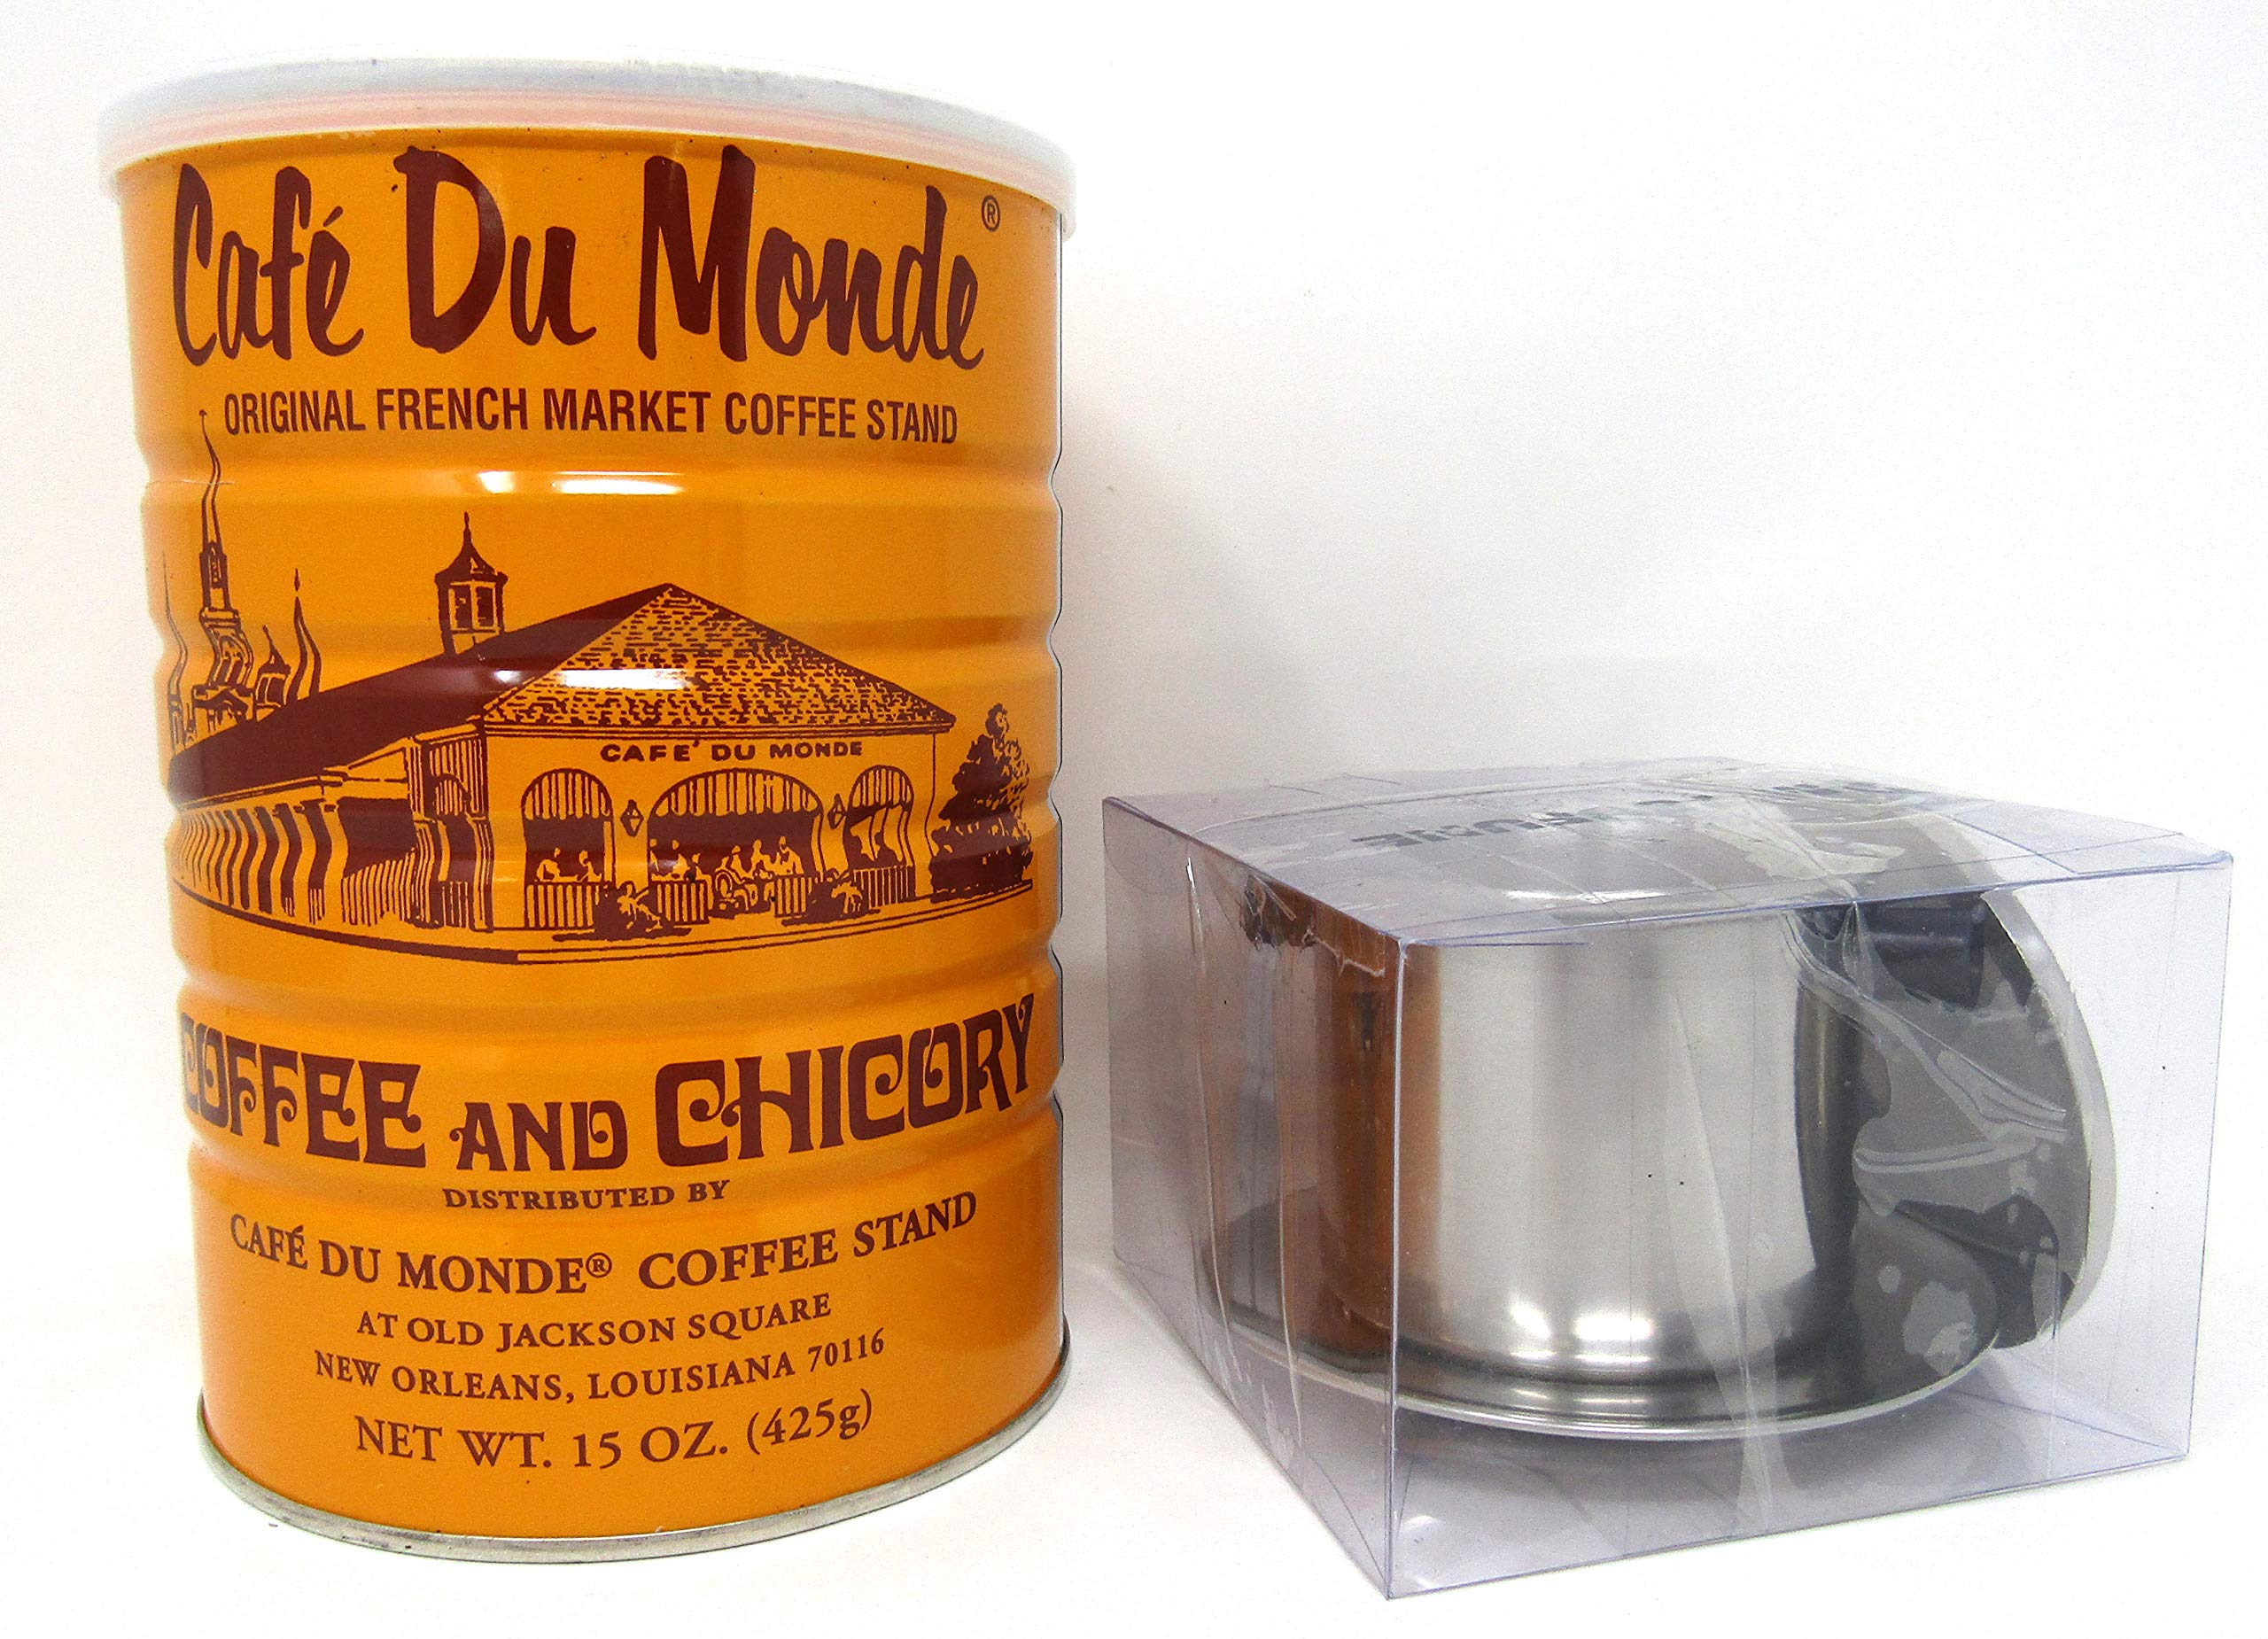 Café Du Monde®
ORIGINAL FRENCH MARKET COFFEE STAND
CAFE' DU MONDE
COFFEE AND CHICORY
DISTRIBUTED BY
CAFÉ DU MONDE® COFFEE STAND
AT OLD JACKSON SQUARE
NEW ORLEANS, LOUISIANA 70116
NET WT. 15 OZ. (425g)